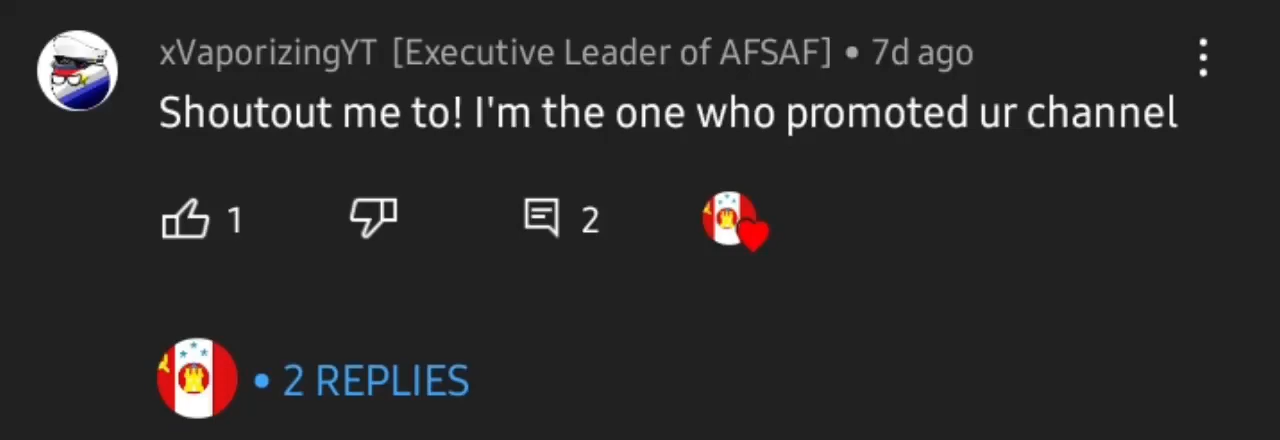 xVaporizingYT [Executive Leader of AFSAF] • 7d ago
Shoutout me to! I'm the one who promoted ur channel
1 2
• 2 REPLIES